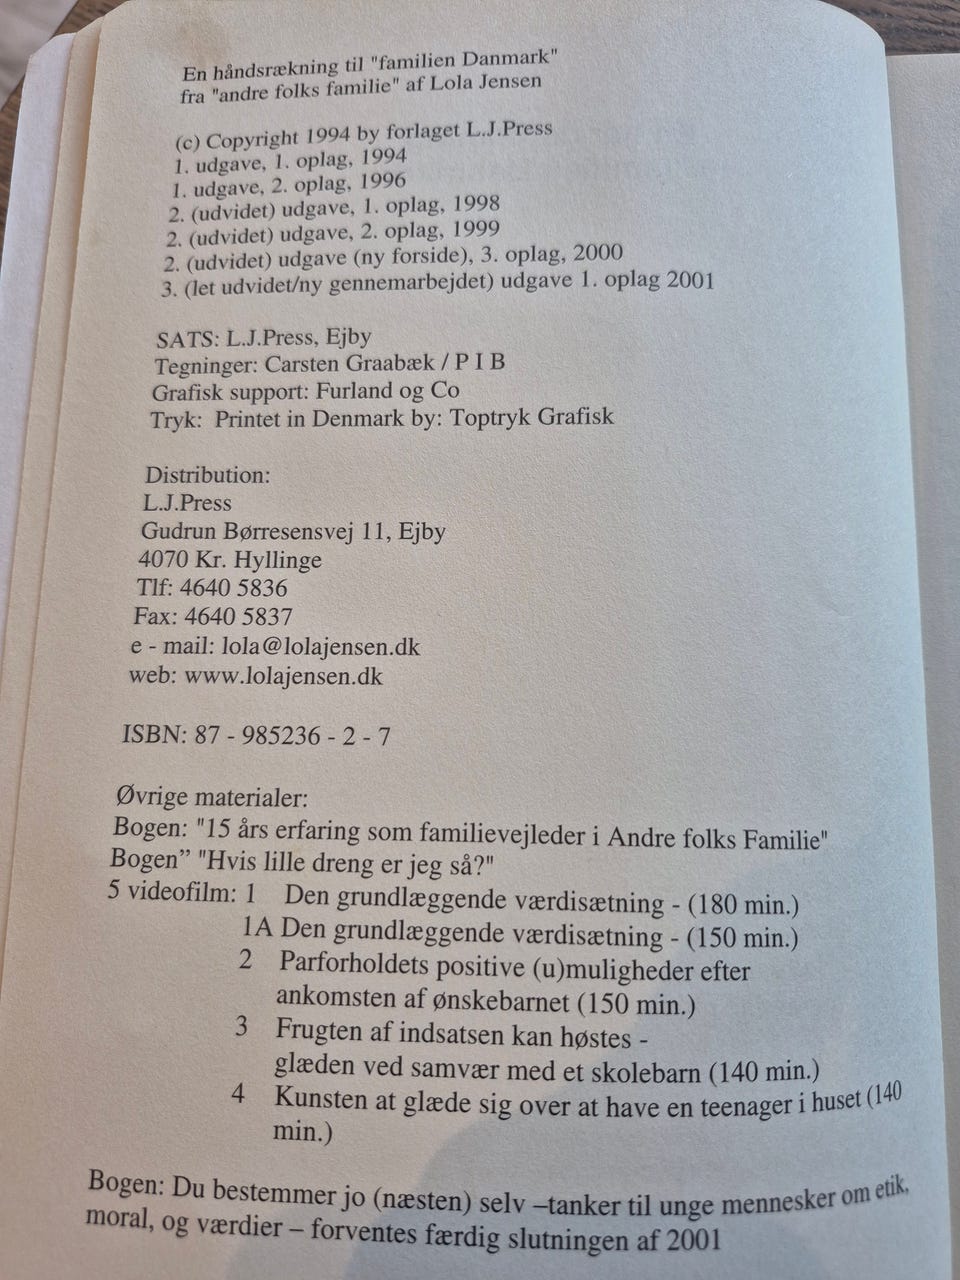 En håndsrækning til "familien Danmark"
fra "andre folks familie" af Lola Jensen
(c) Copyright 1994 by forlaget L.J.Press
1. udgave, 1. oplag, 1994
1. udgave, 2. oplag, 1996
2. (udvidet) udgave, 1. oplag, 1998
2. (udvidet) udgave, 2. oplag, 1999
2. (udvidet) udgave (ny forside), 3. oplag, 2000
3. (let udvidet/ny gennemarbejdet) udgave 1. oplag 2001
SATS: L.J.Press, Ejby
Tegninger: Carsten Graabæk / P I B
Grafisk support: Furland og Co
Tryk: Printet in Denmark by: Toptryk Grafisk
Distribution:
L.J.Press
Gudrun Børresensvej 11, Ejby
4070 Kr. Hyllinge
Tlf: 4640 5836
Fax: 4640 5837
e - mail: lola@lolajensen.dk
web: www.lolajensen.dk
ISBN: 87 - 985236 - 2 - 7
Øvrige materialer:
Bogen: "15 års erfaring som familievejleder i Andre folks Familie"
Bogen” "Hvis lille dreng er jeg så?"
5 videofilm: 1 Den grundlæggende værdisætning - (180 min.)
1A Den grundlæggende værdisætning - (150 min.)
2 Parforholdets positive (u)muligheder efter
ankomsten af ønskebarnet (150 min.)
3 Frugten af indsatsen kan høstes -
glæden ved samvær med et skolebarn (140 min.)
4 Kunsten at glæde sig over at have en teenager i huset (140
min.)
Bogen: Du bestemmer jo (næsten) selv –tanker til unge mennesker om etik,
moral, og værdier – forventes færdig slutningen af 2001